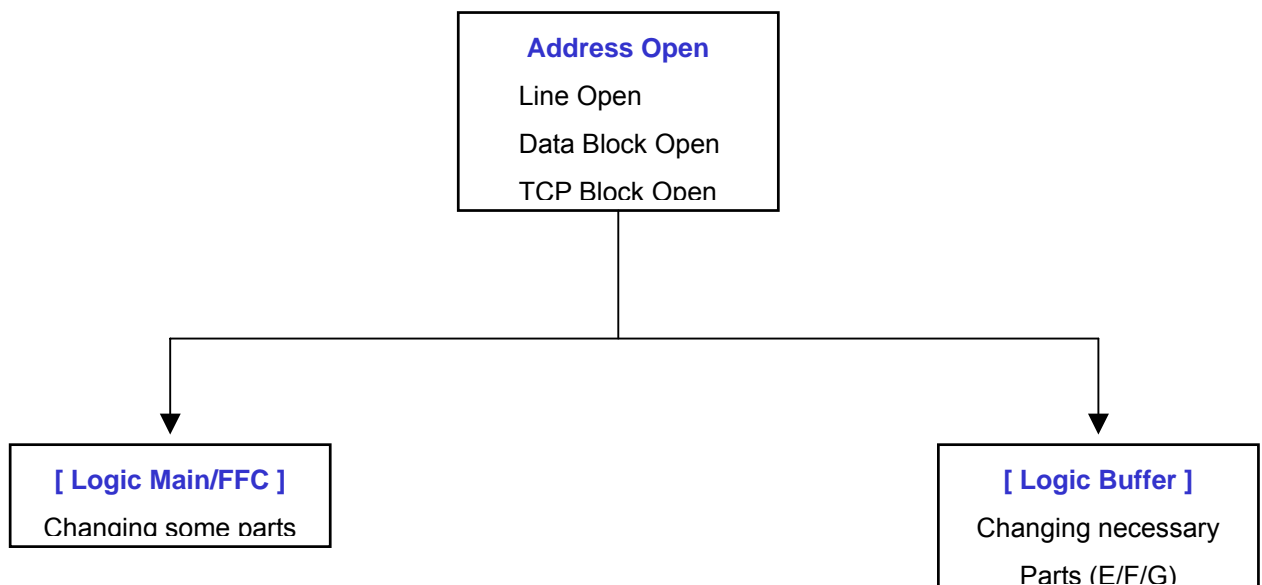 Address Open
Line Open
Data Block Open
TCP Block Open
[ Logic Main/FFC ]
Changing some parts
[ Logic Buffer ]
Changing necessary
Parts (E/F/G)